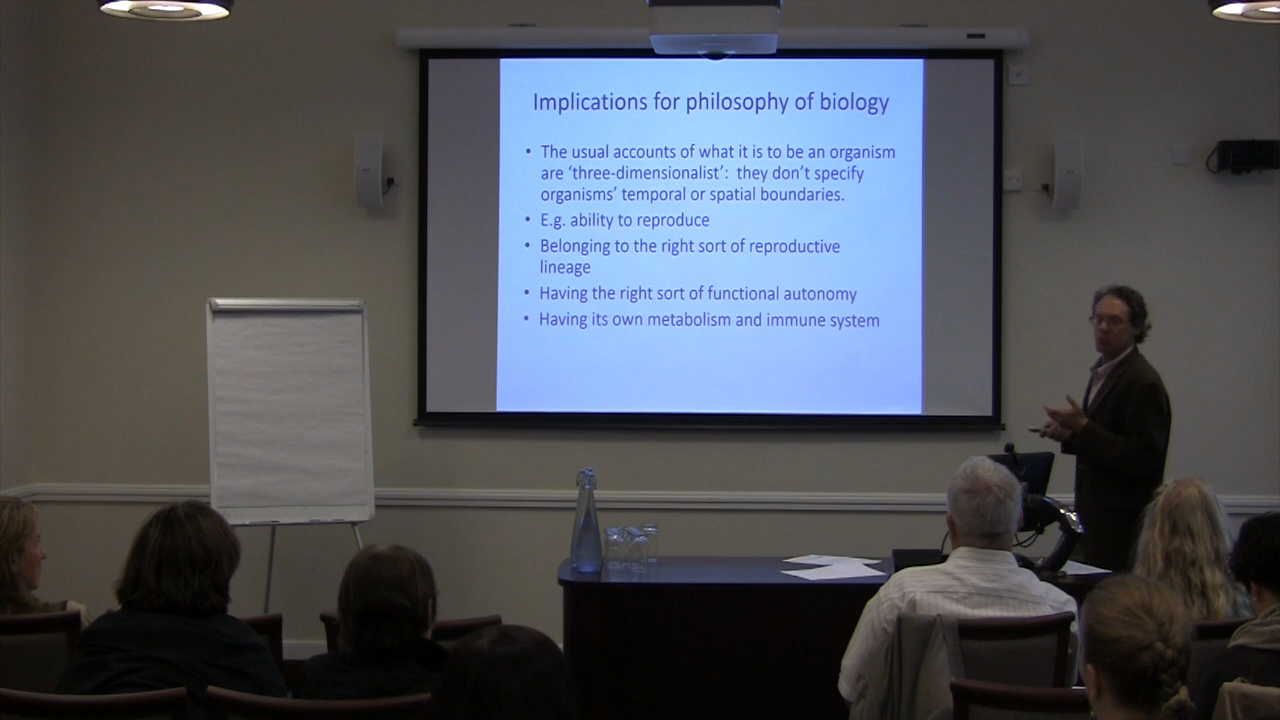 Implications for philosophy of biology
• The usual accounts of what it is to be an organism
are ‘three-dimensionalist’: they don’t specify
organisms’ temporal or spatial boundaries.
• E.g. ability to reproduce
• Belonging to the right sort of reproductive
lineage
• Having the right sort of functional autonomy
• Having its own metabolism and immune system